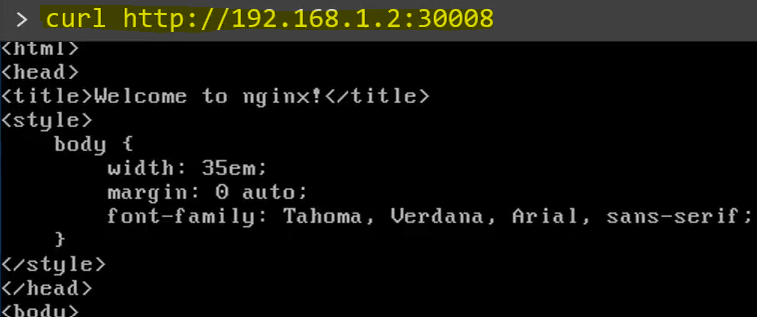 > curl http://192.168.1.2:30008
<html>
<head>
<title>Welcome to nginx!</title>
<style>
    body {
        width: 35em;
        margin: 0 auto;
        font-family: Tahoma, Verdana, Arial, sans-serif;
    }
</style>
</head>
<body>